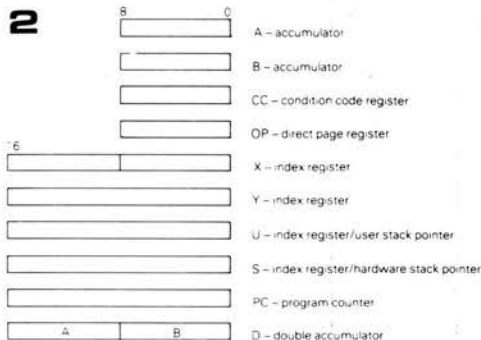 2
8 0
A – accumulator
B – accumulator
CC – condition code register
OP – direct page register
16
X – index register
Y – index register
U – index register/user stack pointer
S – index register/hardware stack pointer
PC – program counter
A B D – double accumulator